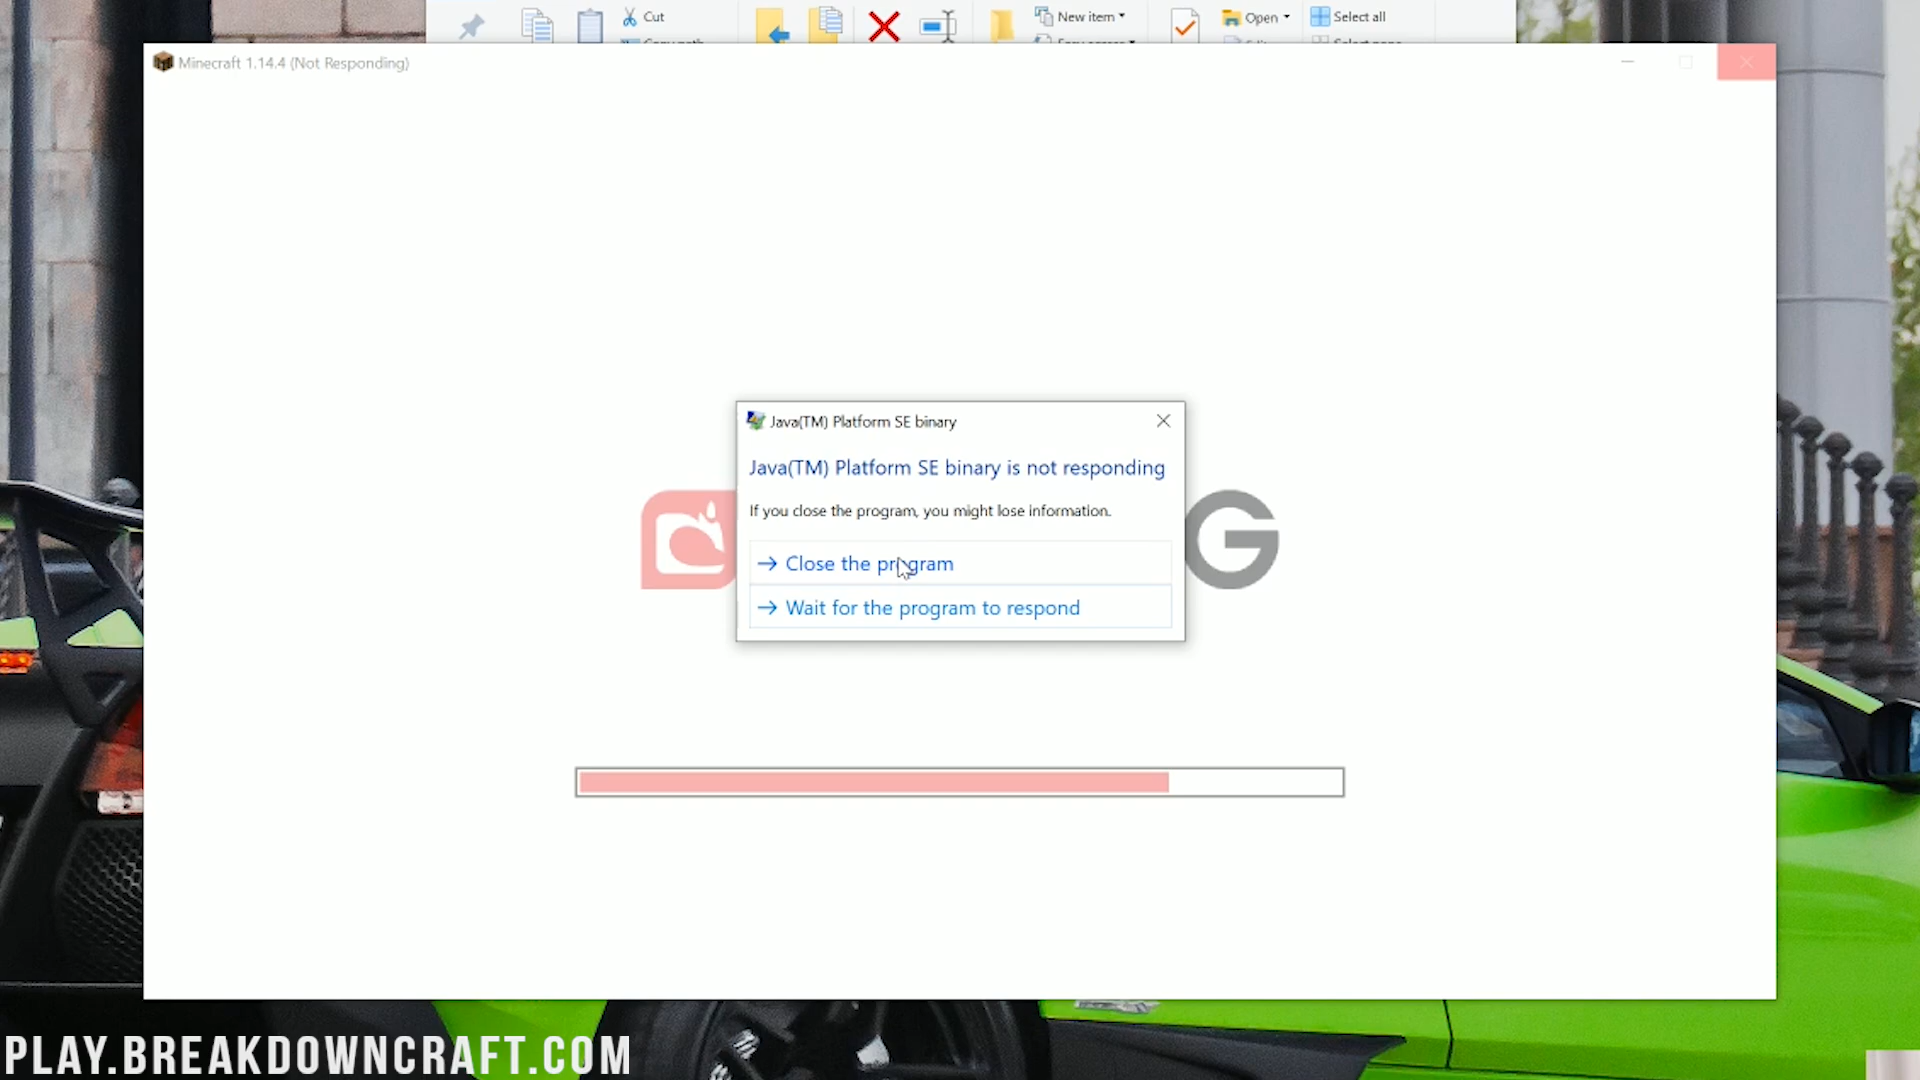 Cut
New item
Open
Select all
Minecraft 1.14.4 (Not Responding)
Java(TM) Platform SE binary
Java(TM) Platform SE binary is not responding
If you close the program, you might lose information.
G
→ Close the program
→ Wait for the program to respond
PLAY.BREAKDOWNCRAFT.COM